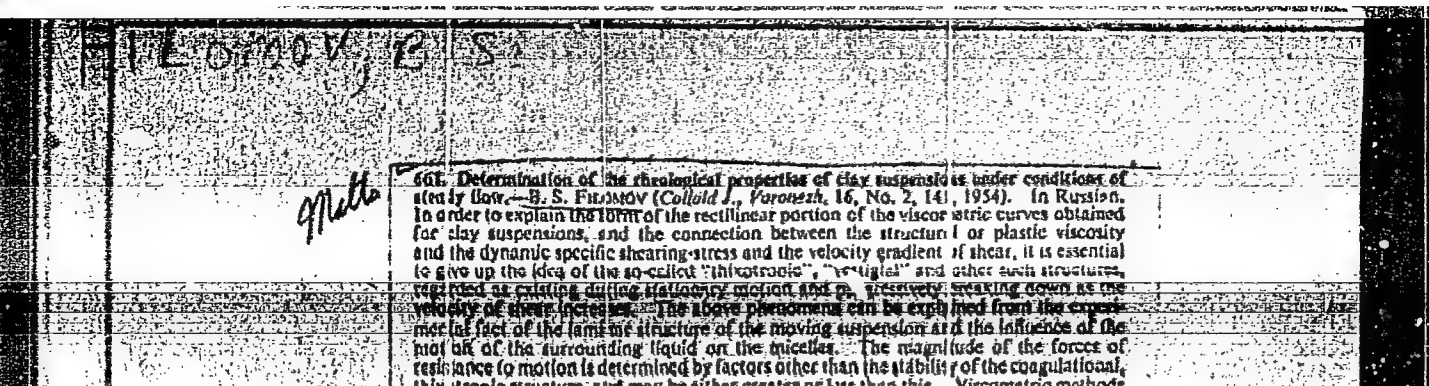 FILOMOV, B S.
661. Determination of the rheological properties of clay suspensions under conditions of
steady flow.—B. S. FILOMOV (Colloid J., Voronezh, 16, No. 2, 141, 1954). In Russian.
In order to explain the form of the rectilinear portion of the viscometric curves obtained
for clay suspensions, and the connection between the structural or plastic viscosity
and the dynamic specific shearing-stress and the velocity gradient of shear, it is essential
to give up the idea of the so-called "thixotropic", "vestigial" and other such structures,
regarded as existing during stationary motion and progressively breaking down as the
velocity of shear increases. The above phenomena can be explained from the experi-
mental fact of the laminar structure of the moving suspension and the influence of the
motion of the surrounding liquid on the micelles. The magnitude of the forces of
resistance to motion is determined by factors other than the stability of the coagulational,
thixotropic structure, and may be either greater or less than this. Viscometric methods